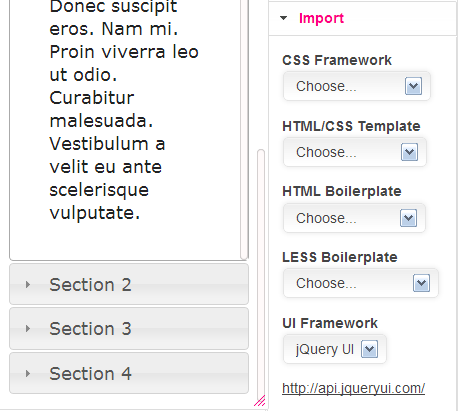 Donec suscipit
eros. Nam mi.
Proin viverra leo
ut odio.
Curabitur
malesuada.
Vestibulum a
velit eu ante
scelerisque
vulputate.
Section 2
Section 3
Section 4
Import
CSS Framework
Choose...
HTML/CSS Template
Choose...
HTML Boilerplate
Choose...
LESS Boilerplate
Choose...
UI Framework
jQuery UI
http://api.jqueryui.com/